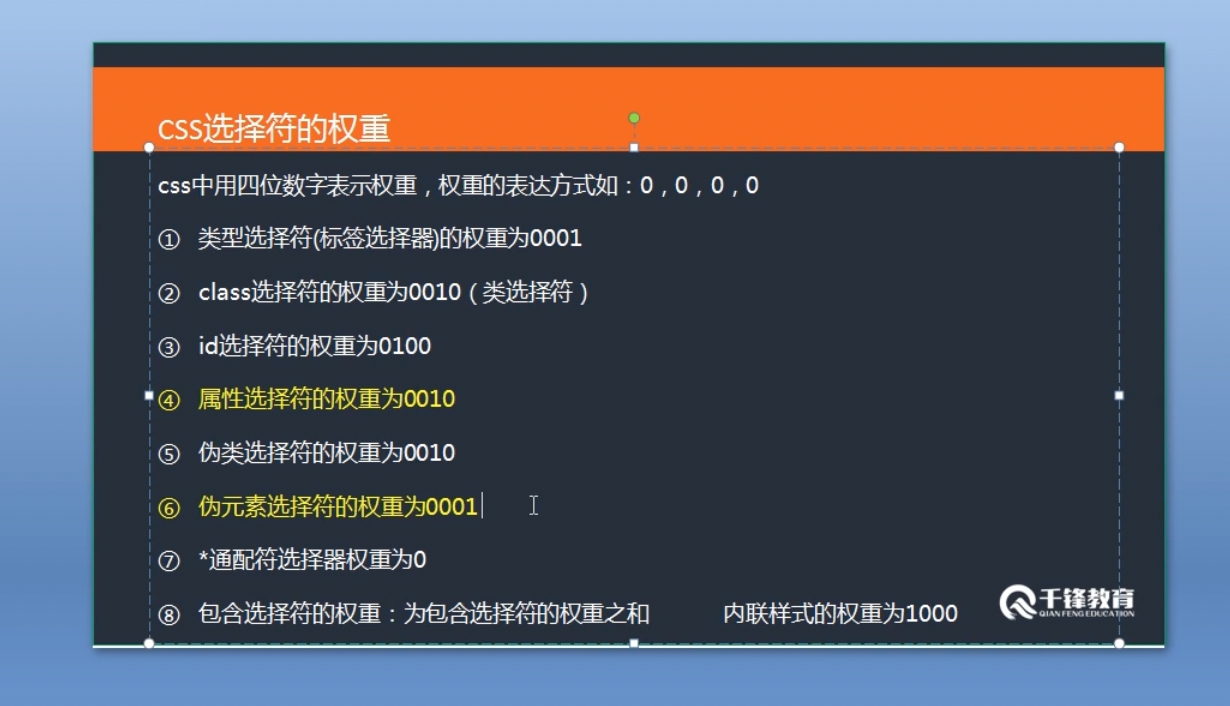 CSS选择符的权重
css中用四位数字表示权重，权重的表达方式如：0，0，0，0
① 类型选择符(标签选择器)的权重为0001
② class选择符的权重为0010（类选择符）
③ id选择符的权重为0100
④ 属性选择符的权重为0010
⑤ 伪类选择符的权重为0010
⑥ 伪元素选择符的权重为0001
⑦ *通配符选择器权重为0
⑧ 包含选择符的权重：为包含选择符的权重之和 内联样式的权重为1000
千锋教育
QIANFENG EDUCATION